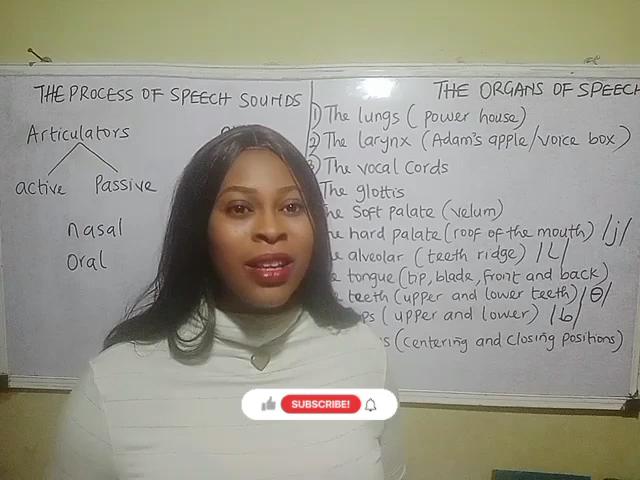 THE PROCESS OF SPEECH SOUNDS
Articulators
active Passive
nasal
Oral
THE ORGANS OF SPEECH
1) The lungs ( power house)
2) The larynx (Adam's apple/voice box)
3) The vocal Cords
The glottis
The Soft palate (velum)
hard palate (roof of the mouth) /j/
alveolar ( teeth ridge) /L/
tongue (tip, blade, front and back)
teeth (upper and lower teeth) /θ/
( upper and lower) /b/
(centering and closing positions)
SUBSCRIBE!